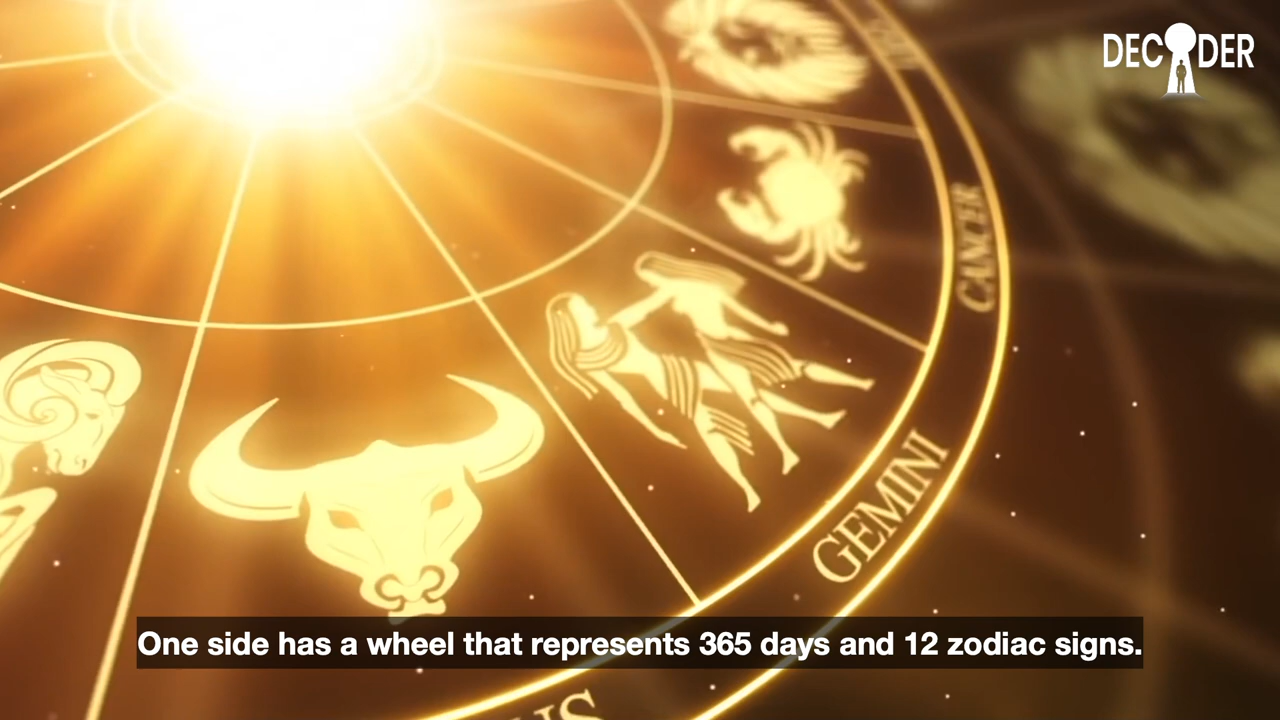 DECODER
CANCER
GEMINI
One side has a wheel that represents 365 days and 12 zodiac signs.